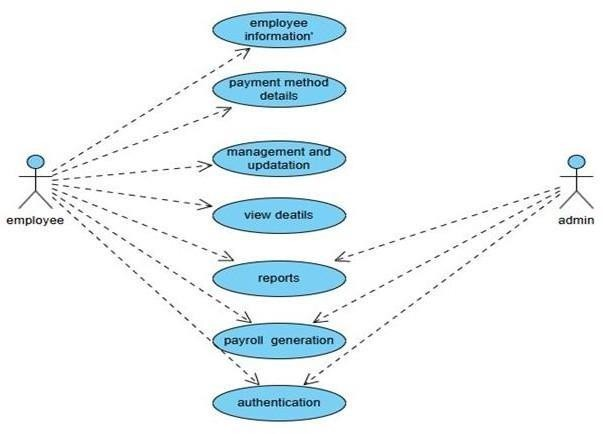 employee
information'
payment method
details
management and
updatation
employee
admin
view deatils
reports
payroll generation
authentication